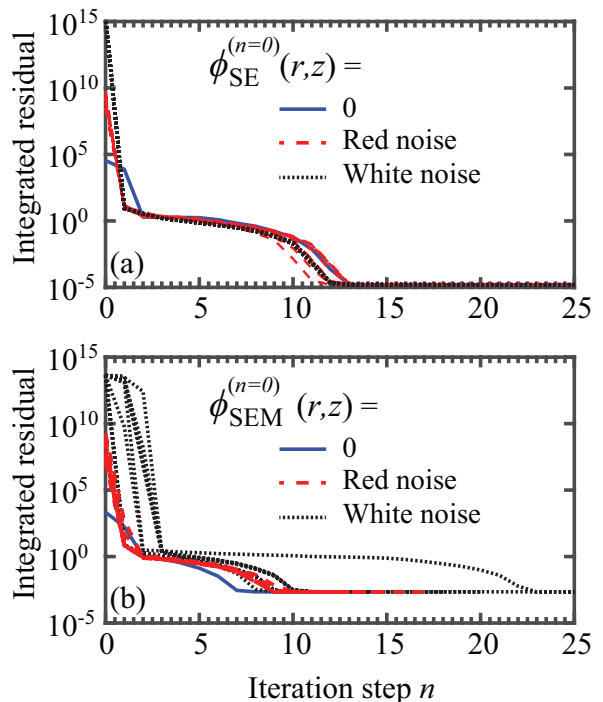 10^15
10^10
10^5
10^0
10^-5
Integrated residual
ϕ_SE^(n=0)(r,z) =
0
Red noise
White noise
(a)
0 5 10 15 20 25
10^15
10^10
10^5
10^0
10^-5
Integrated residual
ϕ_SEM^(n=0) (r,z) =
0
Red noise
White noise
(b)
0 5 10 15 20 25
Iteration step n